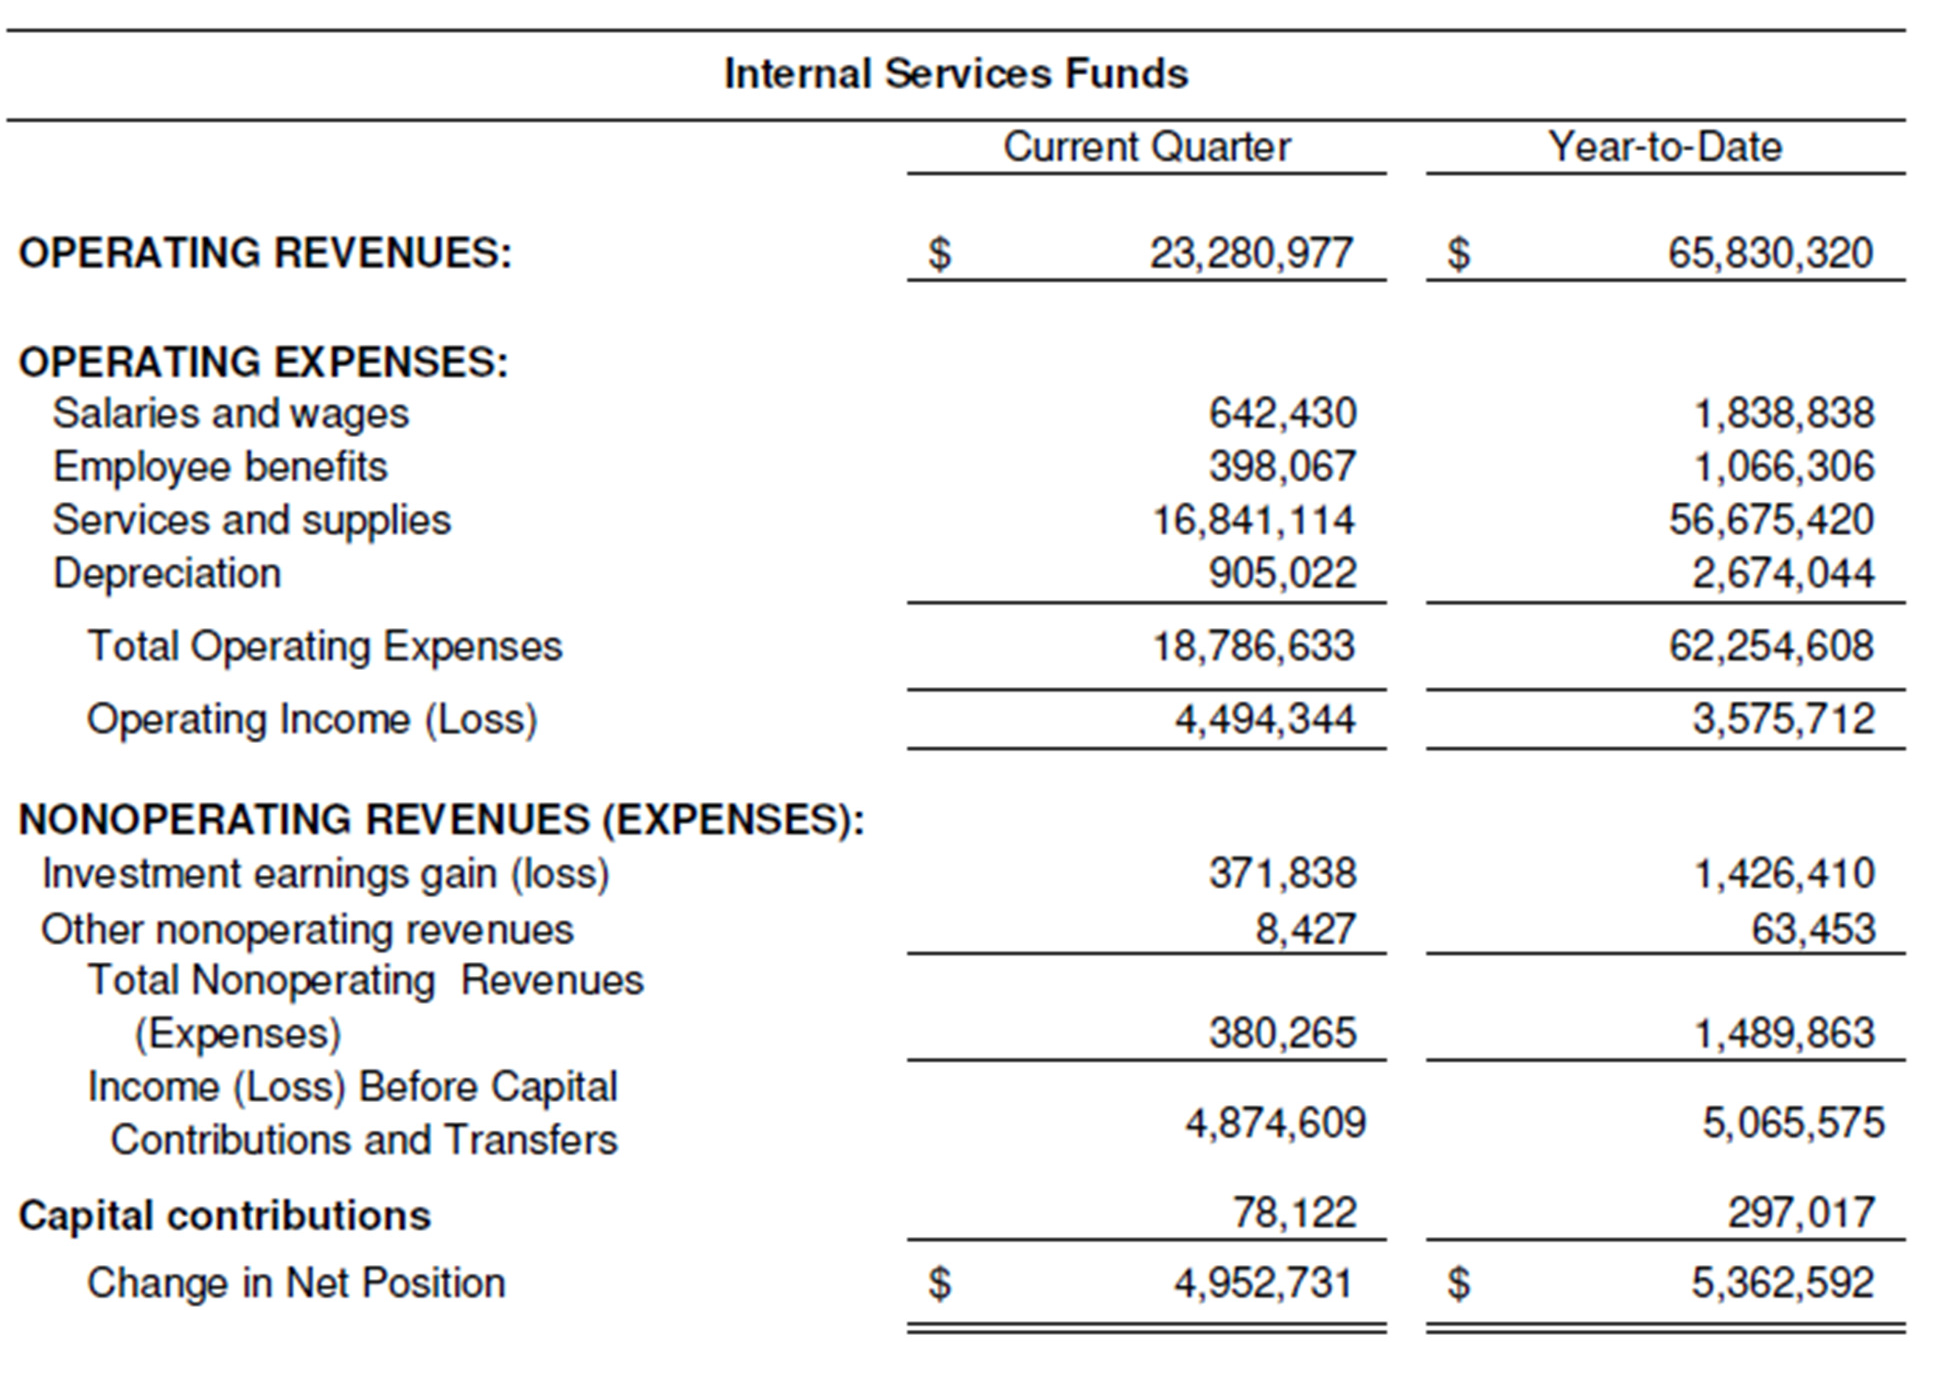 Internal Services Funds
Current Quarter Year-to-Date
OPERATING REVENUES: $ 23,280,977 $ 65,830,320
OPERATING EXPENSES:
Salaries and wages 642,430 1,838,838
Employee benefits 398,067 1,066,306
Services and supplies 16,841,114 56,675,420
Depreciation 905,022 2,674,044
Total Operating Expenses 18,786,633 62,254,608
Operating Income (Loss) 4,494,344 3,575,712
NONOPERATING REVENUES (EXPENSES):
Investment earnings gain (loss) 371,838 1,426,410
Other nonoperating revenues 8,427 63,453
Total Nonoperating Revenues
(Expenses) 380,265 1,489,863
Income (Loss) Before Capital
Contributions and Transfers 4,874,609 5,065,575
Capital contributions 78,122 297,017
Change in Net Position $ 4,952,731 $ 5,362,592